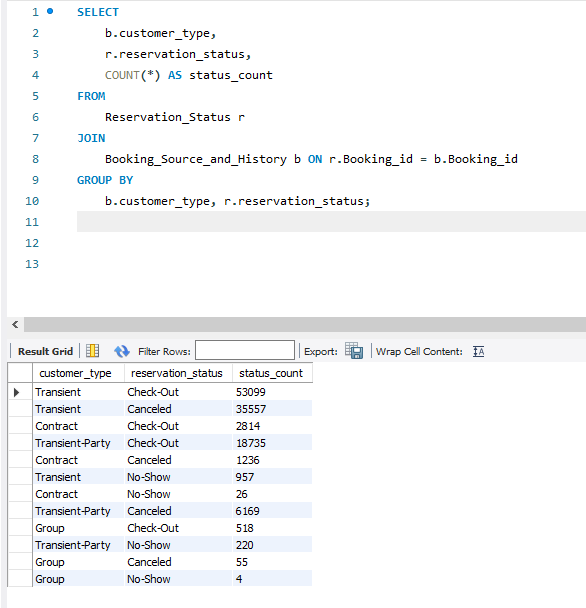 1 SELECT
2 b.customer_type,
3 r.reservation_status,
4 COUNT(*) AS status_count
5 FROM
6 Reservation_Status r
7 JOIN
8 Booking_Source_and_History b ON r.Booking_id = b.Booking_id
9 GROUP BY
10 b.customer_type, r.reservation_status;
11
12
13
Result Grid Filter Rows: Export: Wrap Cell Content: IA
customer_type reservation_status status_count
Transient Check-Out 53099
Transient Canceled 35557
Contract Check-Out 2814
Transient-Party Check-Out 18735
Contract Canceled 1236
Transient No-Show 957
Contract No-Show 26
Transient-Party Canceled 6169
Group Check-Out 518
Transient-Party No-Show 220
Group Canceled 55
Group No-Show 4